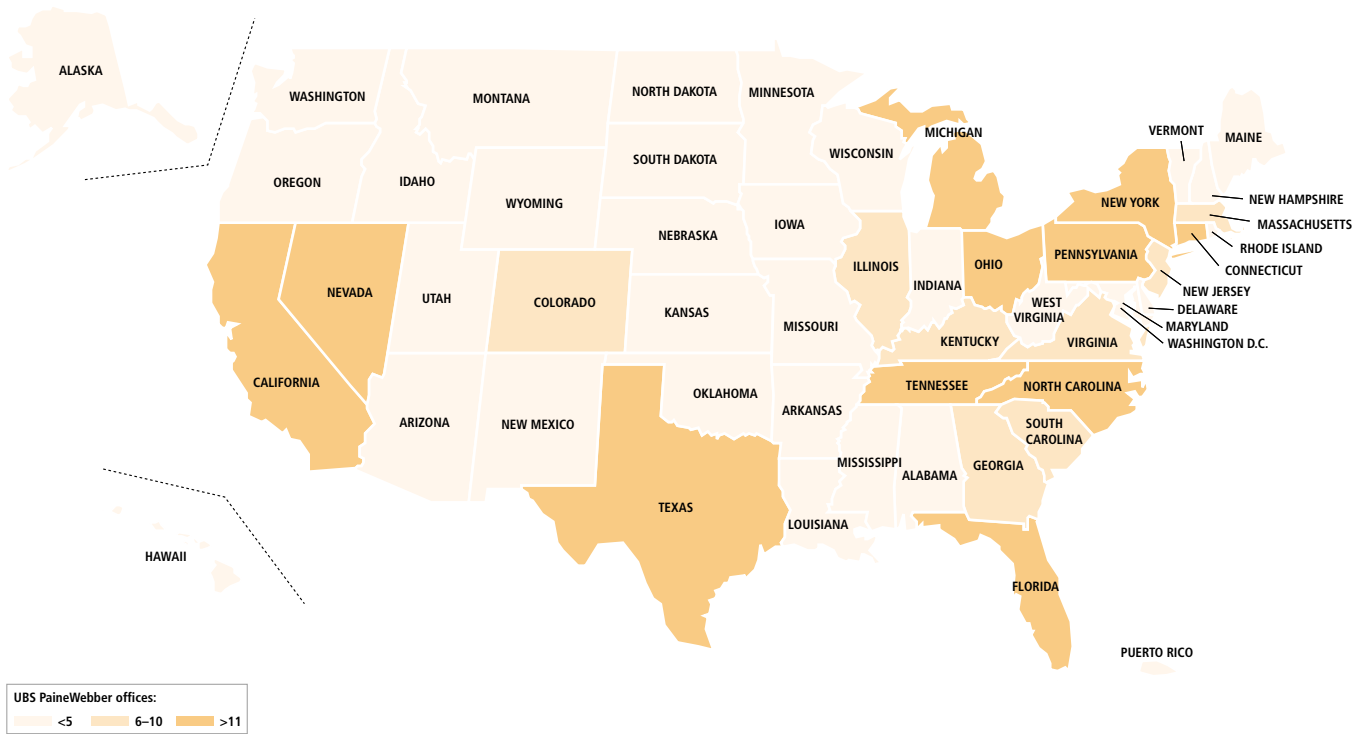 ALASKA
WASHINGTON
MONTANA
NORTH DAKOTA
MINNESOTA
MICHIGAN
VERMONT
MAINE
OREGON
IDAHO
SOUTH DAKOTA
WISCONSIN
WYOMING
NEW YORK
NEW HAMPSHIRE
MASSACHUSETTS
RHODE ISLAND
CONNECTICUT
NEBRASKA
IOWA
ILLINOIS
INDIANA
OHIO
PENNSYLVANIA
NEW JERSEY
DELAWARE
MARYLAND
WASHINGTON D.C.
NEVADA
UTAH
COLORADO
KANSAS
MISSOURI
WEST
VIRGINIA
KENTUCKY
VIRGINIA
CALIFORNIA
TENNESSEE
NORTH CAROLINA
ARIZONA
NEW MEXICO
OKLAHOMA
ARKANSAS
SOUTH
CAROLINA
MISSISSIPPI
ALABAMA
GEORGIA
TEXAS
LOUISIANA
HAWAII
FLORIDA
PUERTO RICO
UBS PaineWebber offices:
<5 6–10 >11